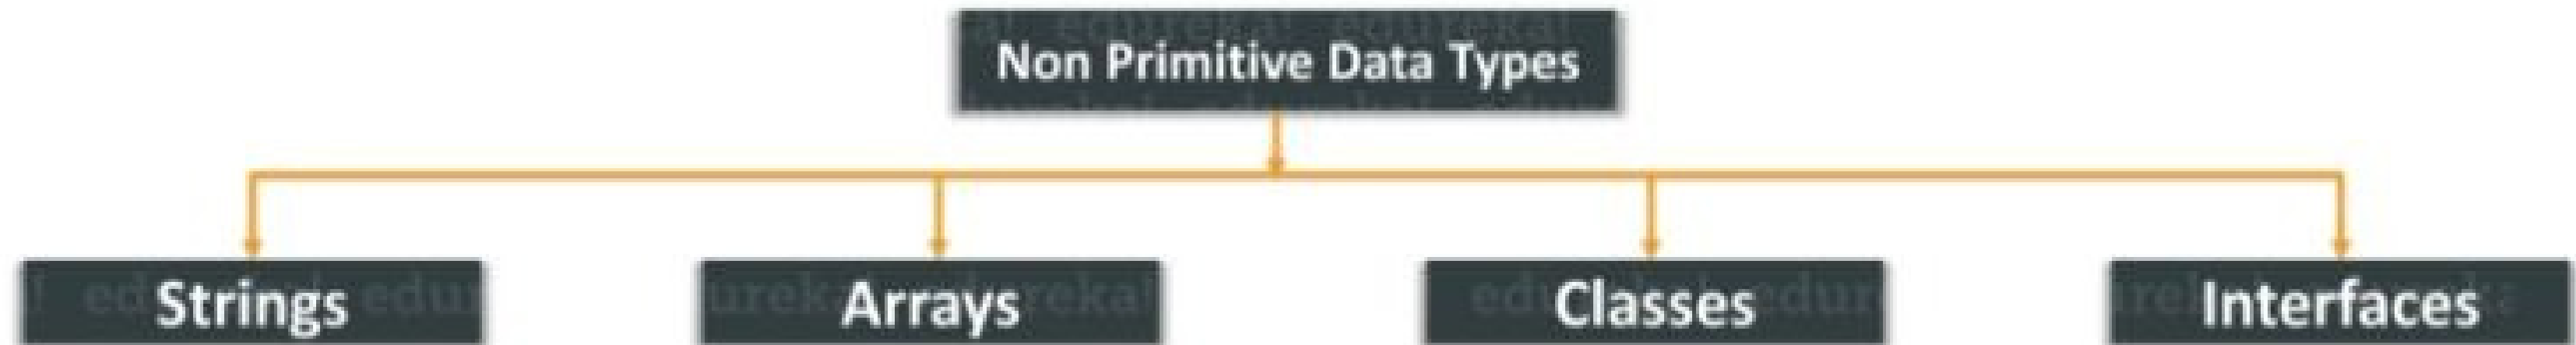 Non Primitive Data Types
Strings
Arrays
Classes
Interfaces